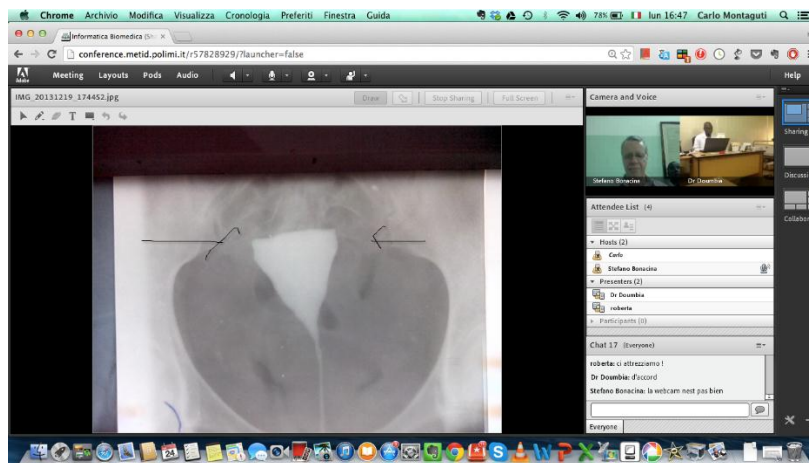 Chrome Archivio Modifica Visualizza Cronologia Preferiti Finestra Guida 78% lun 16:47 Carlo Montaguti
Informatica Biomedica (Sto
conference.metid.polimi.it/r57828929/?launcher=false
Adobe Meeting Layouts Pods Audio Help
IMG_20131219_174452.jpg Draw Stop Sharing Full Screen
Camera and Voice
Sharing
Stefano Bonacina Dr Doumbia
Attendee List (4)
Hosts (2)
Carlo
Stefano Bonacina
Presenters (2)
Dr Doumbia
roberta
Participants (0)
Chat 17 (Everyone)
roberta: ci attrezziamo !
Dr Doumbia: d'accord
Stefano Bonacina: la webcam nest pas bien
Everyone